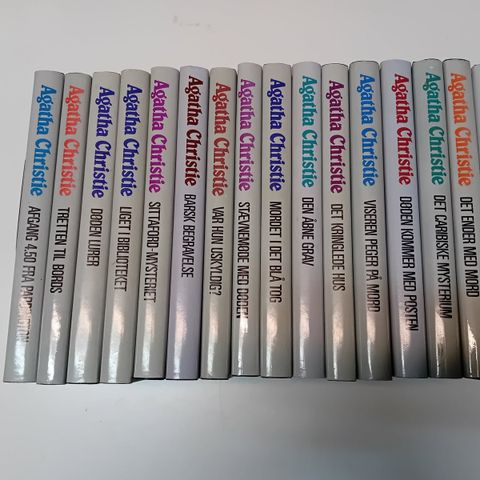 Agatha Christie AFGANG 4.50 FRA PADDINGTON
Agatha Christie TRETTEN TIL BORDS
Agatha Christie DØDEN LURER
Agatha Christie LIGET I BIBLIOTEKET
Agatha Christie SITTAFORD-MYSTERIET
Agatha Christie BARSK BEGRAVELSE
Agatha Christie VAR HUN USKYLDIG?
Agatha Christie STÆVNEMØDE MED DØDEN
Agatha Christie MORDET I DET BLÅ TOG
Agatha Christie DEN ÅBNE GRAV
Agatha Christie DET KRINGLEDE HUS
Agatha Christie VISEREN PEGER PÅ MORD
Agatha Christie DØDEN KOMMER MED POSTEN
Agatha Christie DET CARIBISKE MYSTERIUM
Agatha Christie DET ENDER MED MORD